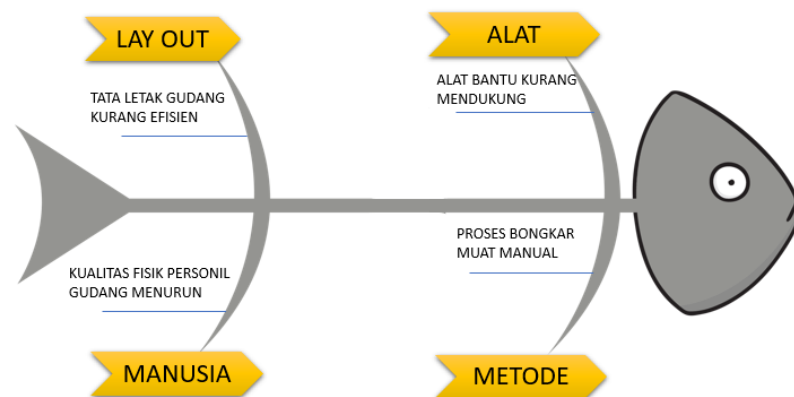 LAY OUT
ALAT
TATA LETAK GUDANG
KURANG EFISIEN
ALAT BANTU KURANG
MENDUKUNG
KUALITAS FISIK PERSONIL
GUDANG MENURUN
PROSES BONGKAR
MUAT MANUAL
MANUSIA
METODE